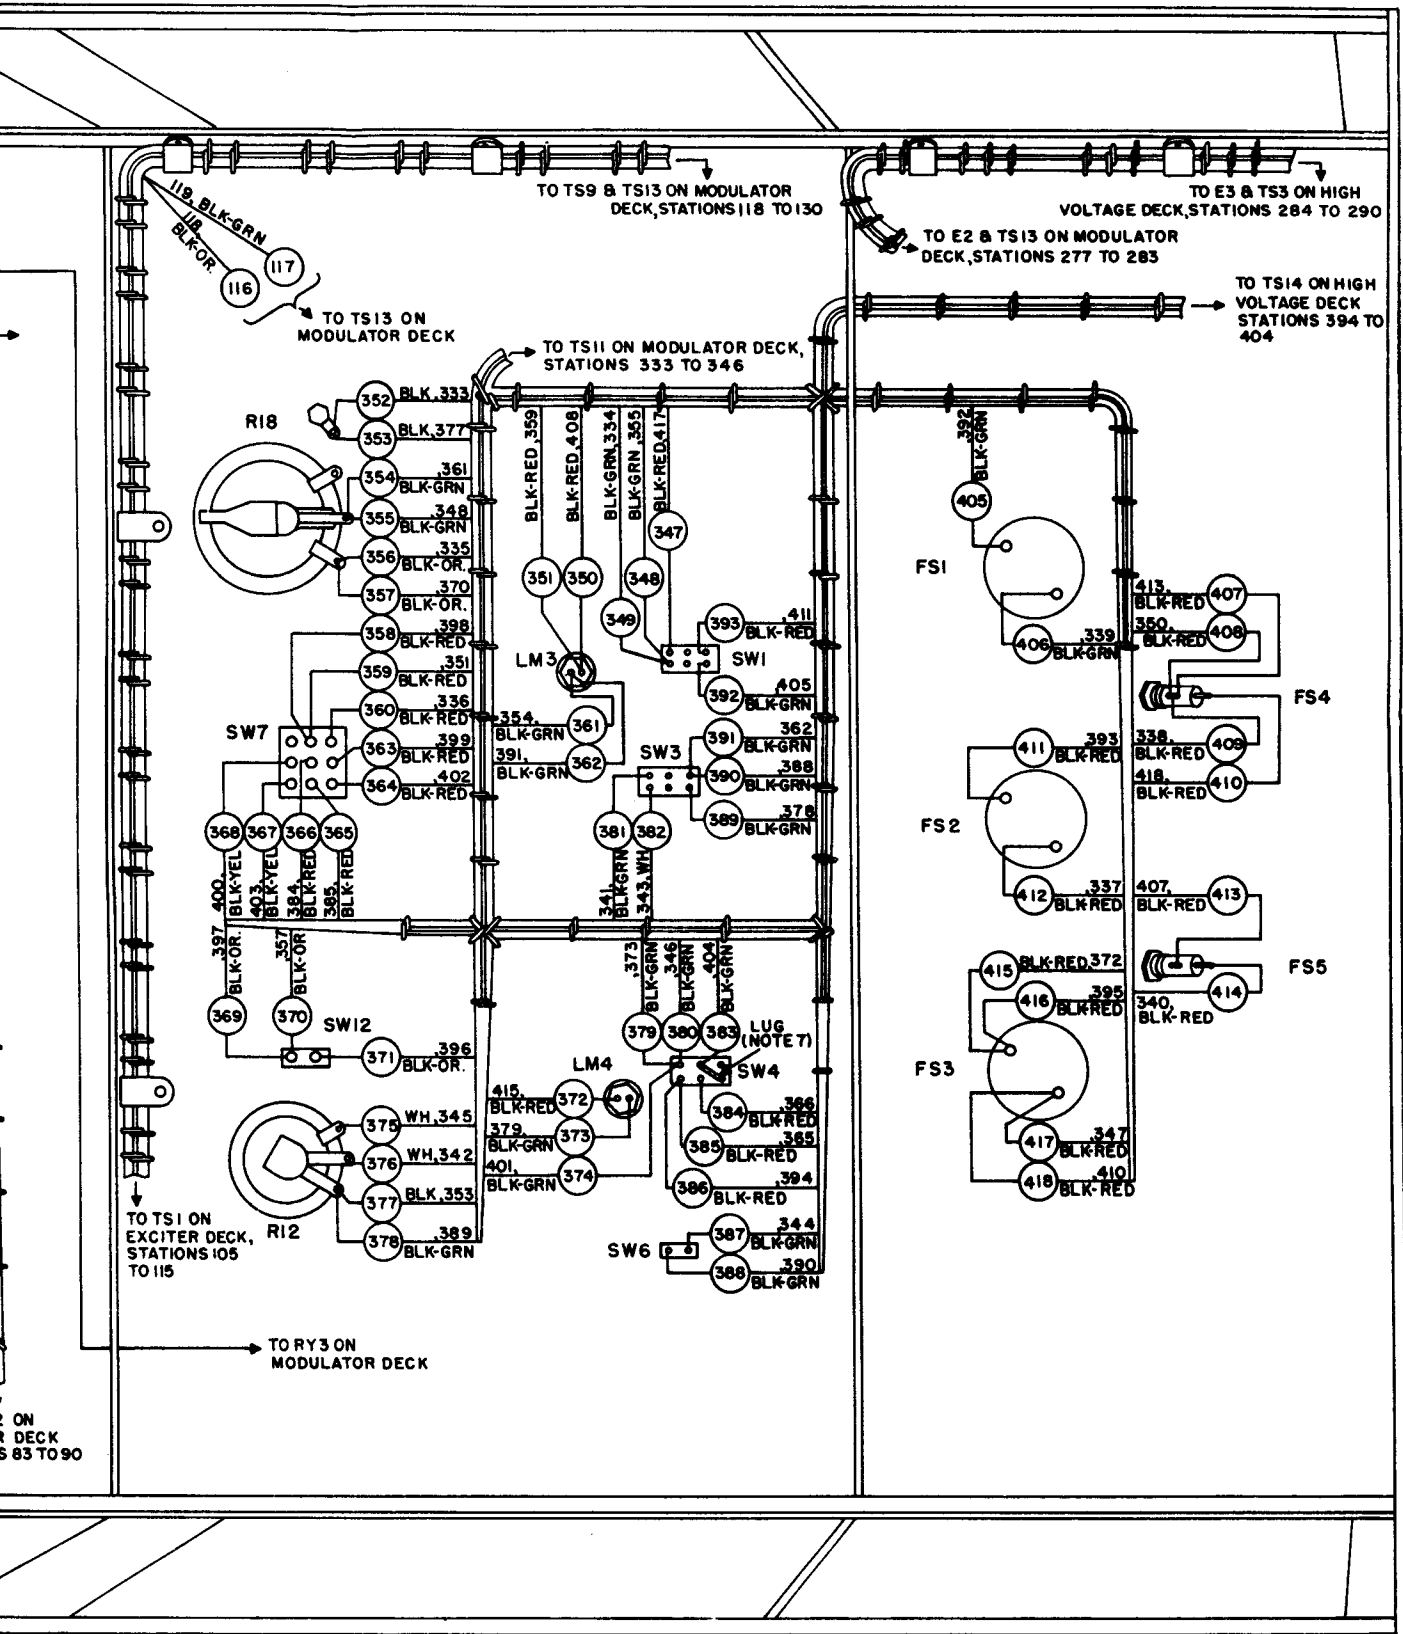 TO TS9 & TS13 ON MODULATOR
DECK,STATIONS 118 TO 130
TO E3 & TS3 ON HIGH
VOLTAGE DECK,STATIONS 284 TO 290
TO E2 & TS13 ON MODULATOR
DECK,STATIONS 277 TO 283
TO TS14 ON HIGH
VOLTAGE DECK
STATIONS 394 TO
404
119, BLK-GRN
118,
BLK-OR.
117
116
TO TS13 ON
MODULATOR DECK
TO TS11 ON MODULATOR DECK,
STATIONS 333 TO 346
R18
352 BLK,333
353 BLK,377
354 ,361
BLK-GRN
355 ,348
BLK-GRN
356 ,335
BLK-OR.
357 ,370
BLK-OR.
358 ,398
BLK-RED
359 ,351
BLK-RED
360 ,336
BLK-RED
363 ,399
BLK-RED
364 ,402
BLK-RED
SW7
368 367 366 365
400, BLK-YEL
403, BLK-YEL
384, BLK-RED
385, BLK-RED
,397 BLK-OR.
,357 BLK-OR.
369
370
SW12
371 ,396
BLK-OR.
375 WH,345
376 WH,342
377 BLK,353
378 ,389
BLK-GRN
R12
BLK-RED,359
BLK-RED,408
BLK-GRN,334
BLK-GRN,355
BLK-RED,417
347
351 350 348
349
LM3
SW1
393 ,411
BLK-RED
392 ,405
BLK-GRN
354, 361
BLK-GRN
391, 362
BLK-GRN
SW3
391 362
BLK-GRN
390 ,388
BLK-GRN
389 ,378
BLK-GRN
381 382
341, BLK-GRN
343,WH
,373 BLK-GRN
,346 BLK-GRN
,404 BLK-GRN
379 380 383
LUG
(NOTE 7)
SW4
LM4
415, 372
BLK-RED
379, 373
BLK-GRN
401, 374
BLK-GRN
384 ,366
BLK-RED
385 ,365
BLK-RED
386 ,394
BLK-RED
SW6
387 ,344
BLK-GRN
388 ,390
BLK-GRN
,392 BLK-GRN
405
FS1
406 ,339
BLK-GRN
413, 407
BLK-RED
350, 408
BLK-RED
FS4
411 ,393
BLK-RED
338, 409
BLK-RED
418, 410
BLK-RED
FS2
412 ,337
BLK-RED
407, 413
BLK-RED
FS5
415 BLK-RED,372
416 ,395
BLK-RED
340, 414
BLK-RED
FS3
417 ,347
BLK-RED
418 ,410
BLK-RED
TO TS1 ON
EXCITER DECK,
STATIONS 105
TO 115
TO RY3 ON
MODULATOR DECK
2 ON
R DECK
S 83 TO 90